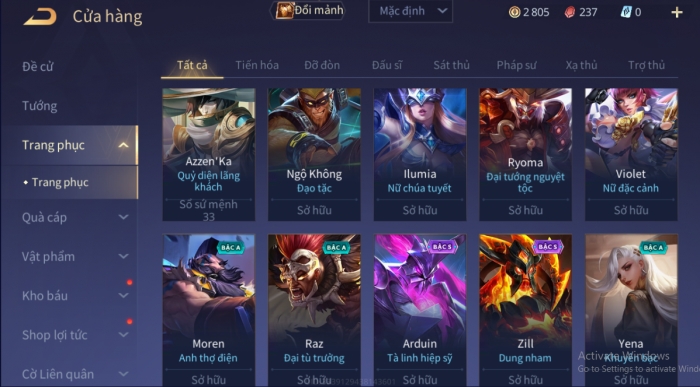 Cửa hàng
Đổi mảnh
Mặc định
2 805
237
0
Đề cử
Tướng
Trang phục
Trang phục
Quà cáp
Vật phẩm
Kho báu
Shop lợi tức
Cờ Liên quân
Tất cả
Tiến hóa
Đỡ đòn
Đấu sĩ
Sát thủ
Pháp sư
Xạ thủ
Trợ thủ
Azzen'Ka
Quỷ diện lãng
khách
Số sứ mệnh
33
Ngộ Không
Đạo tặc
Sở hữu
Ilumia
Nữ chúa tuyết
Sở hữu
Ryoma
Đại tướng nguyệt
tộc
Sở hữu
Violet
Nữ đặc cảnh
Sở hữu
BẬC A
Moren
Anh thợ điện
Sở hữu
BẬC A
Raz
Đại tù trưởng
Sở hữu
BẬC S
Arduin
Tà linh hiệp sỹ
Sở hữu
BẬC S
Zill
Dung nham
Sở hữu
BẬC A
Yena
Huyền bộc
Sở hữu
Activate Windows
Go to Settings to activate Wind